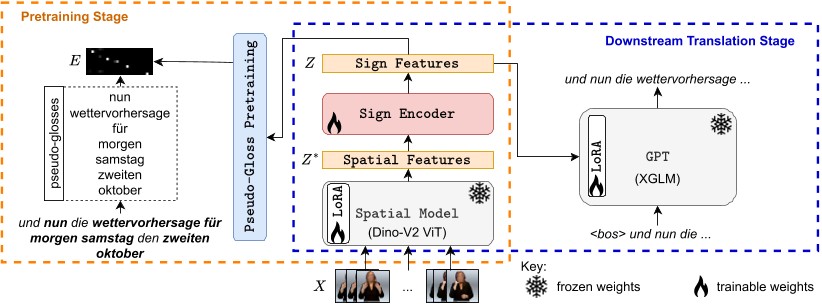 Pretraining Stage
Downstream Translation Stage
E
nun
wettervorhersage
für
morgen
samstag
zweiten
oktober
pseudo-glosses
und nun die wettervorhersage für
morgen samstag den zweiten
oktober
Pseudo-Gloss Pretraining
Z
Sign Features
Sign Encoder
Z*
Spatial Features
LoRA
Spatial Model
(Dino-V2 ViT)
X
...
und nun die wettervorhersage ...
LoRA
GPT
(XGLM)
<bos> und nun die ...
Key:
frozen weights
trainable weights